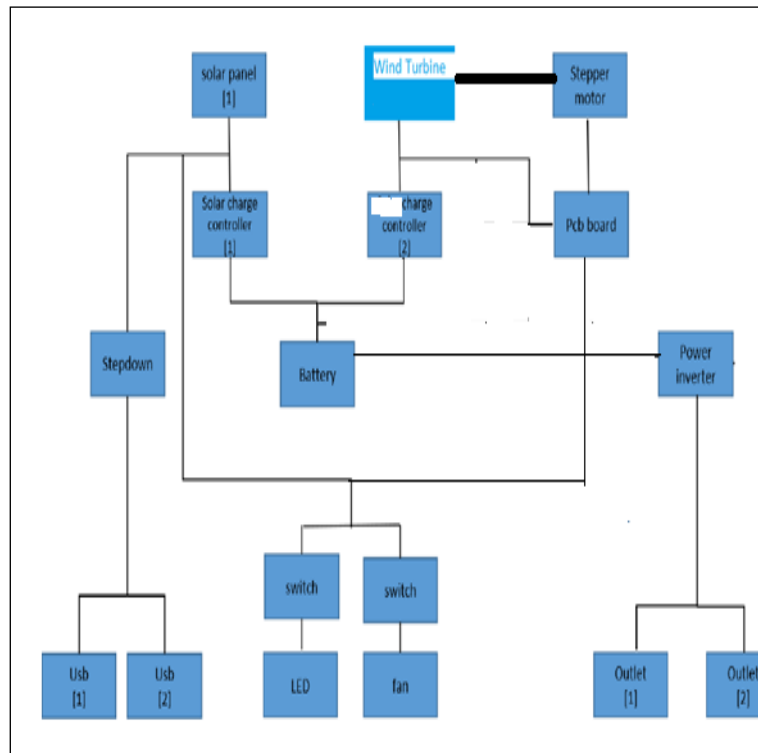 solar panel
[1]
Wind Turbine
Stepper
motor
Solar charge
controller
[1]
charge
controller
[2]
Pcb board
Stepdown
Battery
Power
inverter
switch
switch
Usb
[1]
Usb
[2]
LED
fan
Outlet
[1]
Outlet
[2]